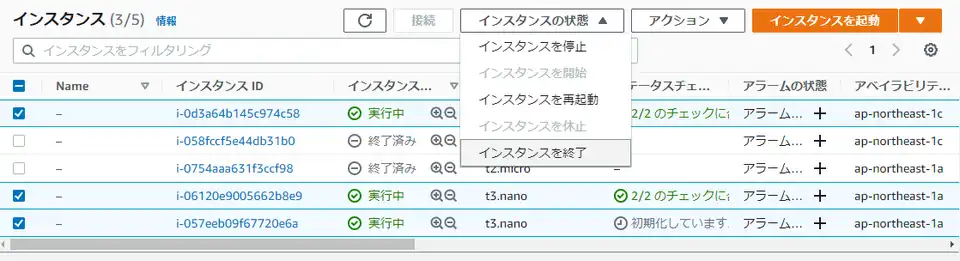 インスタンス (3/5) 情報 接続 インスタンスの状態 アクション インスタンスを起動
インスタンスをフィルタリング 1
インスタンスを停止
インスタンスを開始
インスタンスを再起動
インスタンスを休止
インスタンスを終了
Name インスタンス ID インスタンス... テータスチェ... アラームの状態 アベイラビリテ...
– i-0d3a64b145c974c58 実行中 2/2 のチェックに合 アラーム... ap-northeast-1c
– i-058fccf5e44db31b0 終了済み アラーム... ap-northeast-1c
– i-0754aaa631f3ccf98 終了済み t2.micro – アラーム... ap-northeast-1a
– i-06120e9005662b8e9 実行中 t3.nano 2/2 のチェックに合 アラーム... ap-northeast-1a
– i-057eeb09f67720e6a 実行中 t3.nano 初期化しています. アラーム... ap-northeast-1a